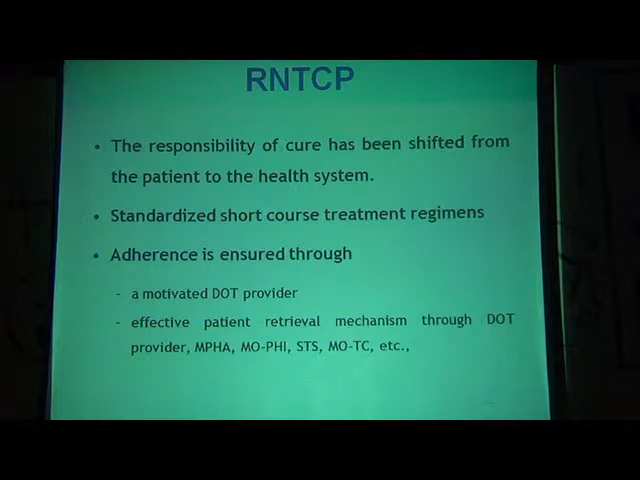 RNTCP
• The responsibility of cure has been shifted from
the patient to the health system.
• Standardized short course treatment regimens
• Adherence is ensured through
- a motivated DOT provider
- effective patient retrieval mechanism through DOT
provider, MPHA, MO-PHI, STS, MO-TC, etc.,